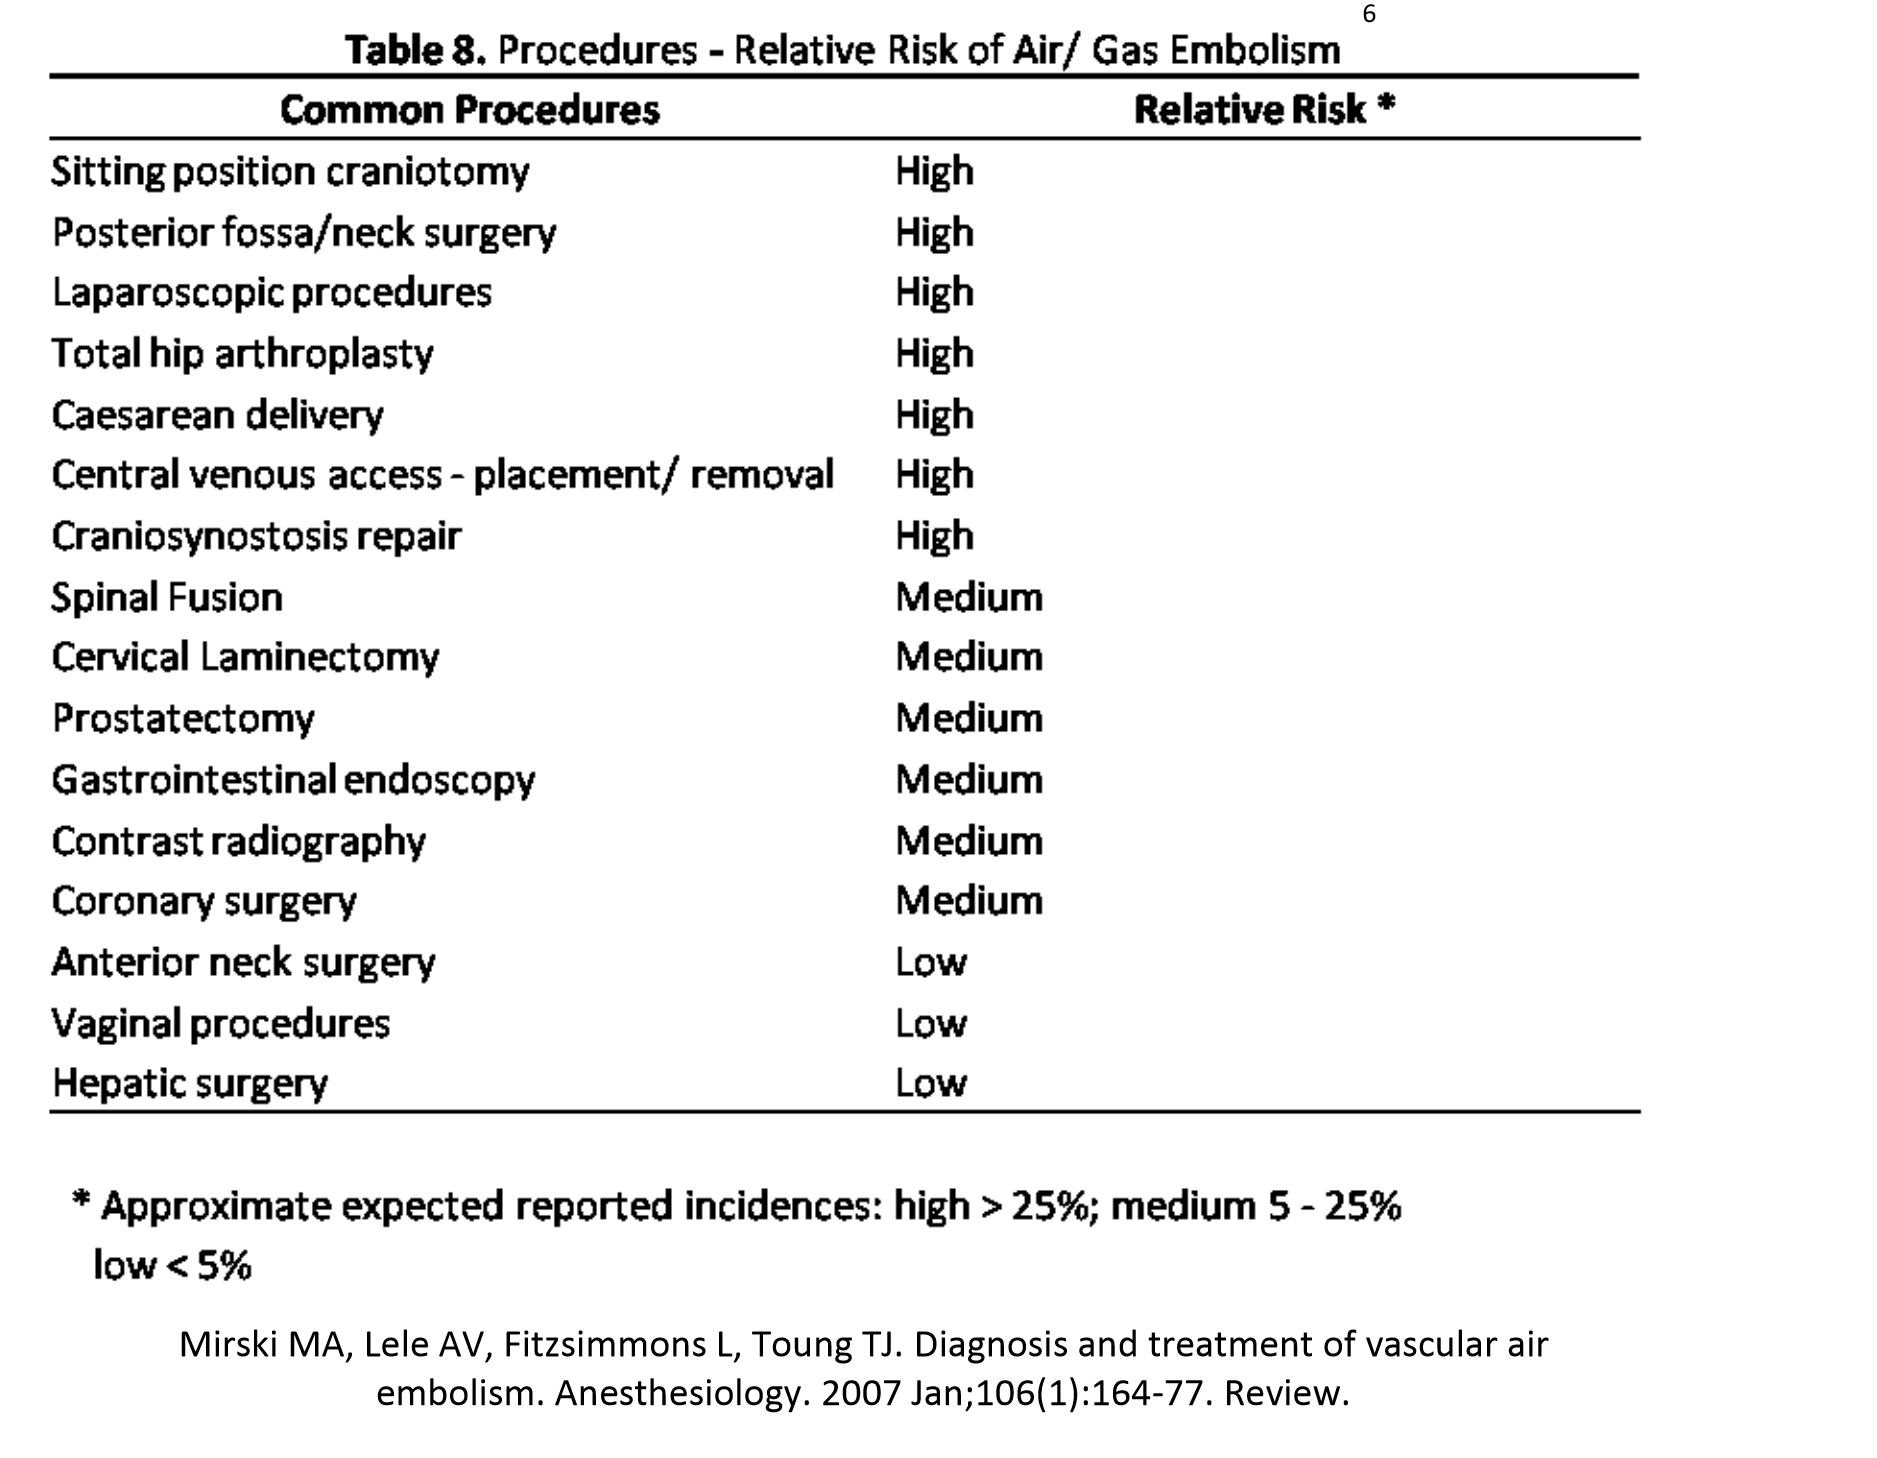 6
Table 8. Procedures - Relative Risk of Air/ Gas Embolism
Common Procedures Relative Risk *
Sitting position craniotomy High
Posterior fossa/neck surgery High
Laparoscopic procedures High
Total hip arthroplasty High
Caesarean delivery High
Central venous access - placement/ removal High
Craniosynostosis repair High
Spinal Fusion Medium
Cervical Laminectomy Medium
Prostatectomy Medium
Gastrointestinal endoscopy Medium
Contrast radiography Medium
Coronary surgery Medium
Anterior neck surgery Low
Vaginal procedures Low
Hepatic surgery Low
* Approximate expected reported incidences: high > 25%; medium 5 - 25%
low < 5%
Mirski MA, Lele AV, Fitzsimmons L, Toung TJ. Diagnosis and treatment of vascular air
embolism. Anesthesiology. 2007 Jan;106(1):164-77. Review.